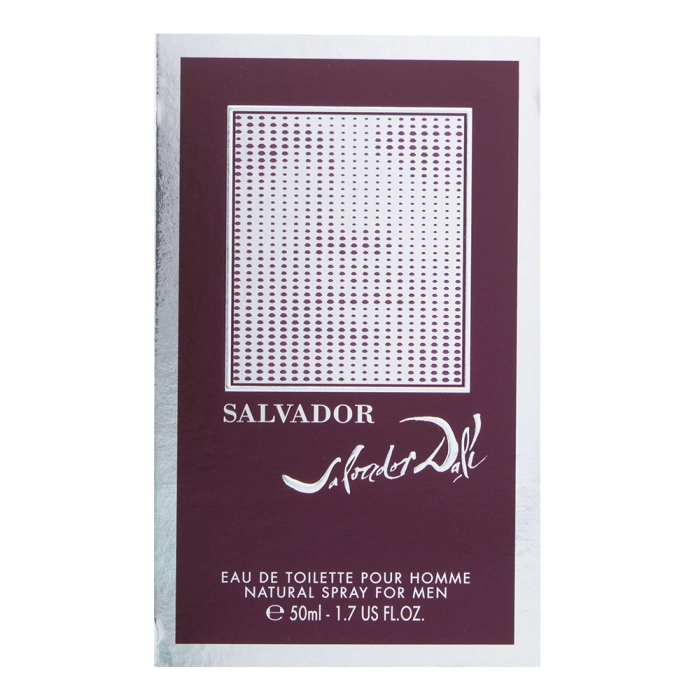 SALVADOR
Salvador Dalí
EAU DE TOILETTE POUR HOMME
NATURAL SPRAY FOR MEN
℮ 50ml - 1.7 US FL.OZ.